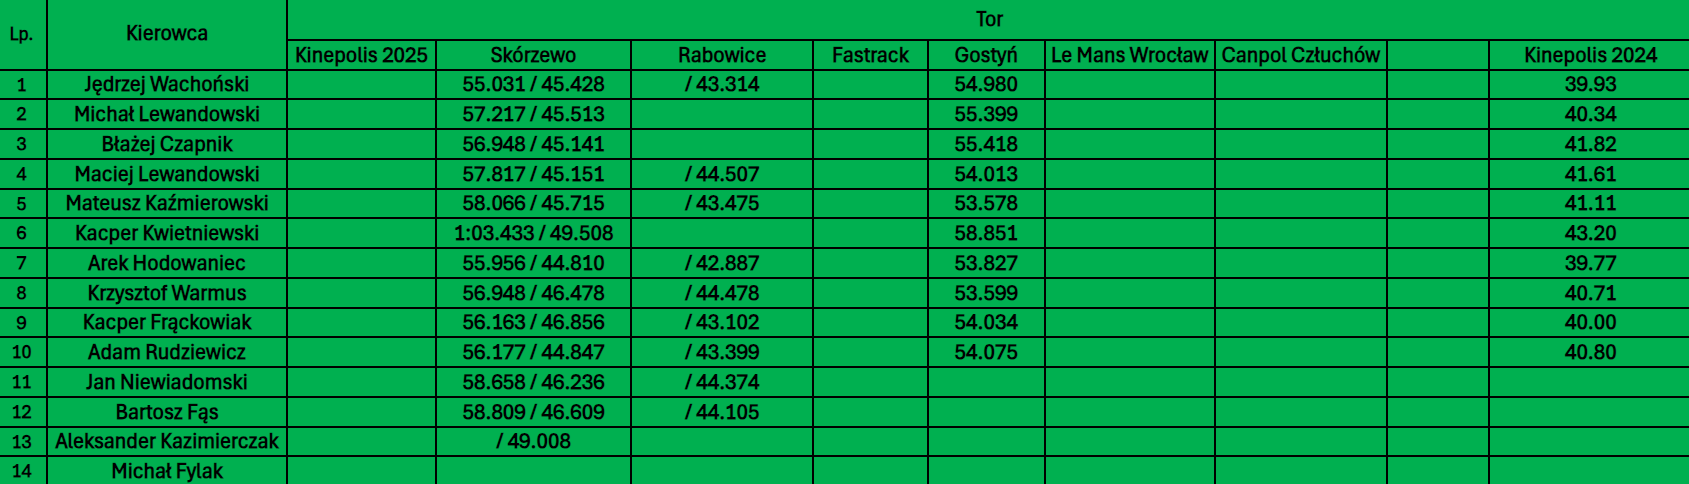 Lp. Kierowca Tor
Kinepolis 2025 Skórzewo Rabowice Fastrack Gostyń Le Mans Wrocław Canpol Człuchów Kinepolis 2024
1 Jędrzej Wachoński 55.031 / 45.428 / 43.314 54.980 39.93
2 Michał Lewandowski 57.217 / 45.513 55.399 40.34
3 Błażej Czapnik 56.948 / 45.141 55.418 41.82
4 Maciej Lewandowski 57.817 / 45.151 / 44.507 54.013 41.61
5 Mateusz Kaźmierowski 58.066 / 45.715 / 43.475 53.578 41.11
6 Kacper Kwietniewski 1:03.433 / 49.508 58.851 43.20
7 Arek Hodowaniec 55.956 / 44.810 / 42.887 53.827 39.77
8 Krzysztof Warmus 56.948 / 46.478 / 44.478 53.599 40.71
9 Kacper Frąckowiak 56.163 / 46.856 / 43.102 54.034 40.00
10 Adam Rudziewicz 56.177 / 44.847 / 43.399 54.075 40.80
11 Jan Niewiadomski 58.658 / 46.236 / 44.374
12 Bartosz Fąs 58.809 / 46.609 / 44.105
13 Aleksander Kazimierczak / 49.008
14 Michał Fylak